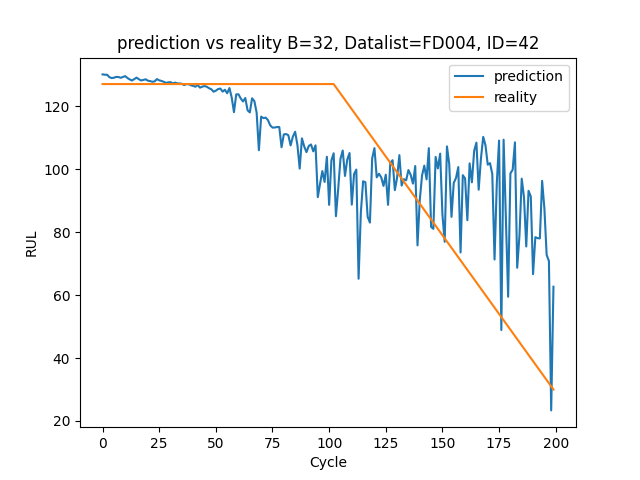 prediction vs reality B=32, Datalist=FD004, ID=42
prediction
reality
RUL
120
100
80
60
40
20
0 25 50 75 100 125 150 175 200
Cycle